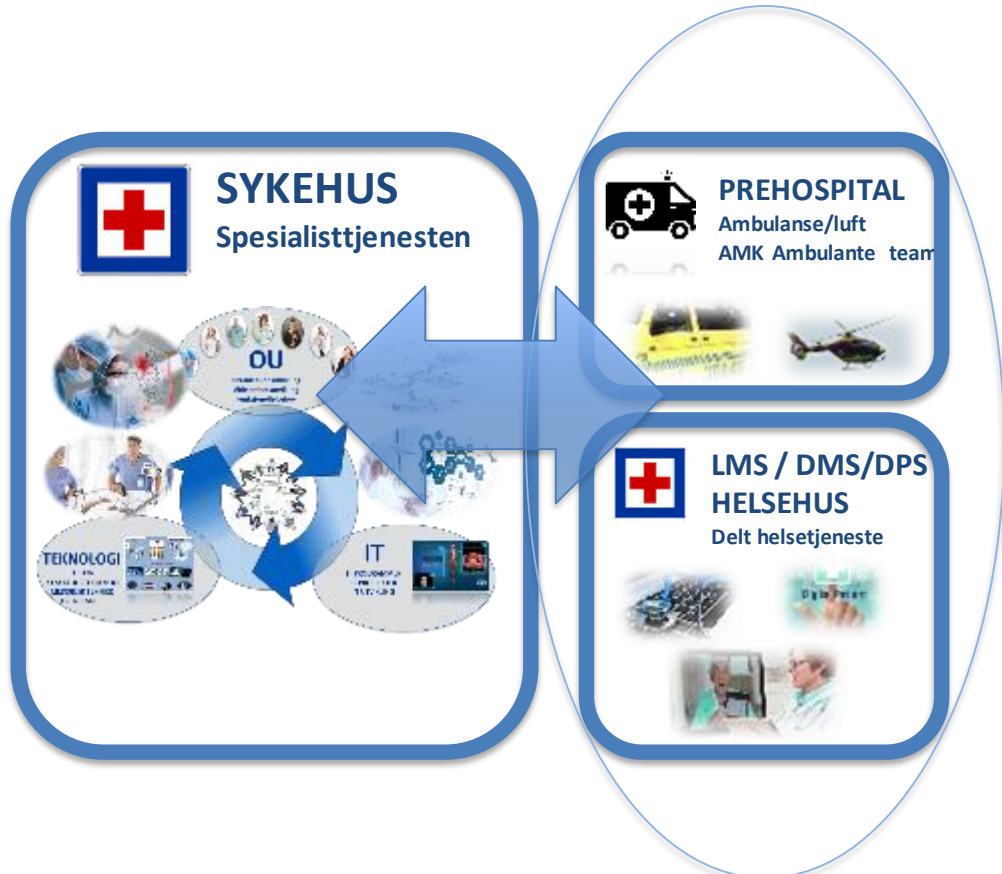 SYKEHUS
Spesialisttjenesten
OU
TEKNOLOGI
IT
PREHOSPITAL
Ambulanse/luft
AMK Ambulante team
LMS / DMS/DPS
HELSEHUS
Delt helsetjeneste